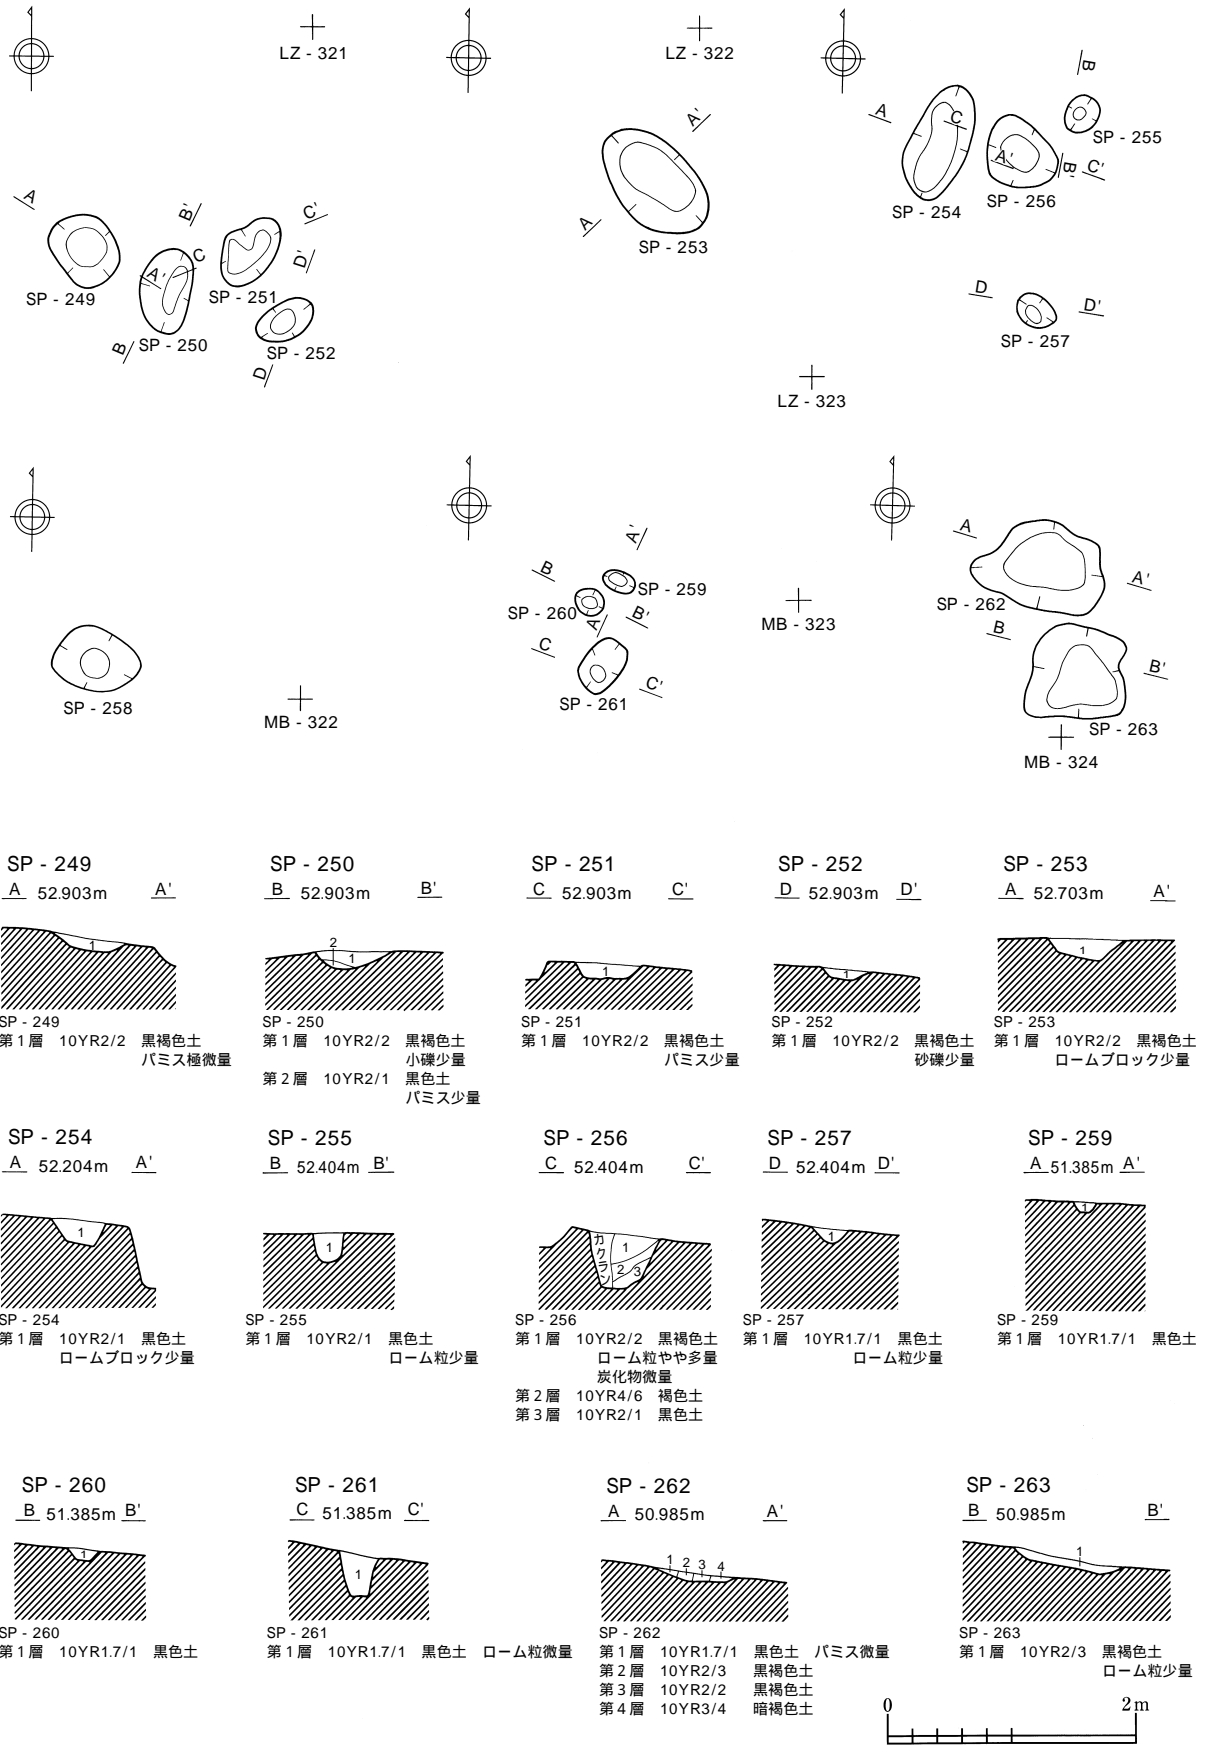 LZ - 321
LZ - 322
A
A'
SP - 249
B
B'
SP - 250
C
C'
SP - 251
D
D'
SP - 252
A
A'
SP - 253
A
A'
SP - 254
B
B'
SP - 255
C
C'
SP - 256
D
D'
SP - 257
LZ - 323
SP - 258
MB - 322
A
A'
SP - 259
B
B'
SP - 260
C
C'
SP - 261
MB - 323
A
A'
SP - 262
B
B'
SP - 263
MB - 324
SP - 249
A 52.903m A'
1
SP - 249
第1層 10YR2/2 黒褐色土
パミス極微量
SP - 250
B 52.903m B'
2
1
SP - 250
第1層 10YR2/2 黒褐色土
小礫少量
第2層 10YR2/1 黒色土
パミス少量
SP - 251
C 52.903m C'
1
SP - 251
第1層 10YR2/2 黒褐色土
パミス少量
SP - 252
D 52.903m D'
1
SP - 252
第1層 10YR2/2 黒褐色土
砂礫少量
SP - 253
A 52.703m A'
1
SP - 253
第1層 10YR2/2 黒褐色土
ロームブロック少量
SP - 254
A 52.204m A'
1
SP - 254
第1層 10YR2/1 黒色土
ロームブロック少量
SP - 255
B 52.404m B'
1
SP - 255
第1層 10YR2/1 黒色土
ローム粒少量
SP - 256
C 52.404m C'
カクラン
1
2 3
SP - 256
第1層 10YR2/2 黒褐色土
ローム粒やや多量
炭化物微量
第2層 10YR4/6 褐色土
第3層 10YR2/1 黒色土
SP - 257
D 52.404m D'
1
SP - 257
第1層 10YR1.7/1 黒色土
ローム粒少量
SP - 259
A 51.385m A'
1
SP - 259
第1層 10YR1.7/1 黒色土
SP - 260
B 51.385m B'
1
SP - 260
第1層 10YR1.7/1 黒色土
SP - 261
C 51.385m C'
1
SP - 261
第1層 10YR1.7/1 黒色土 ローム粒微量
SP - 262
A 50.985m A'
1 2 3 4
SP - 262
第1層 10YR1.7/1 黒色土 パミス微量
第2層 10YR2/3 黒褐色土
第3層 10YR2/2 黒褐色土
第4層 10YR3/4 暗褐色土
SP - 263
B 50.985m B'
1
SP - 263
第1層 10YR2/3 黒褐色土
ローム粒少量
0 2m